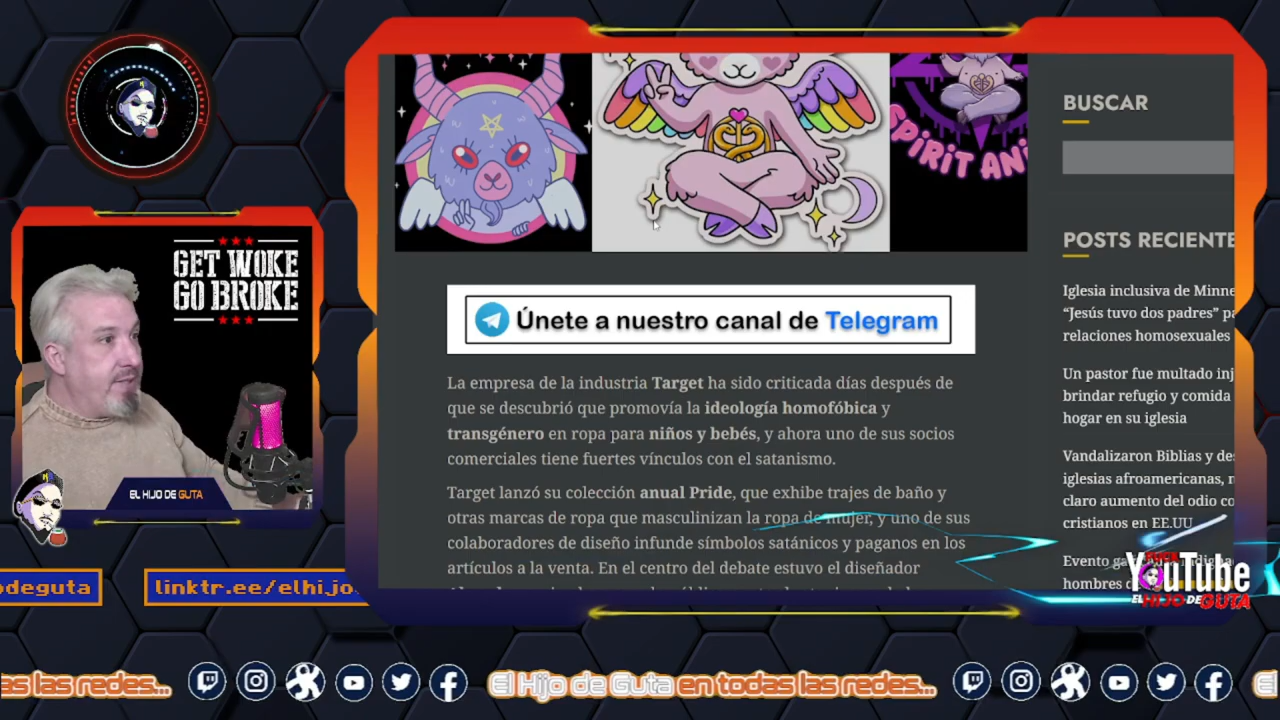 GET WOKE
GO BROKE
EL HIJO DE GUTA
odeguta
linktr.ee/elhijo
SPIRIT ANI
Únete a nuestro canal de Telegram
La empresa de la industria Target ha sido criticada días después de
que se descubrió que promovía la ideología homofóbica y
transgénero en ropa para niños y bebés, y ahora uno de sus socios
comerciales tiene fuertes vínculos con el satanismo.
Target lanzó su colección anual Pride, que exhibe trajes de baño y
otras marcas de ropa que masculinizan la ropa de mujer, y uno de sus
colaboradores de diseño infunde símbolos satánicos y paganos en los
artículos a la venta. En el centro del debate estuvo el diseñador
BUSCAR
POSTS RECIENTE
Iglesia inclusiva de Minne
"Jesús tuvo dos padres" pa
relaciones homosexuales
Un pastor fue multado inj
brindar refugio y comida
hogar en su iglesia
Vandalizaron Biblias y de
iglesias afroamericanas,
claro aumento del odio co
cristianos en EE.UU
Evento
hombres d
YouTube
EL HIJO DE GUTA
as las redes...
El Hijo de Guta en todas las redes...
El